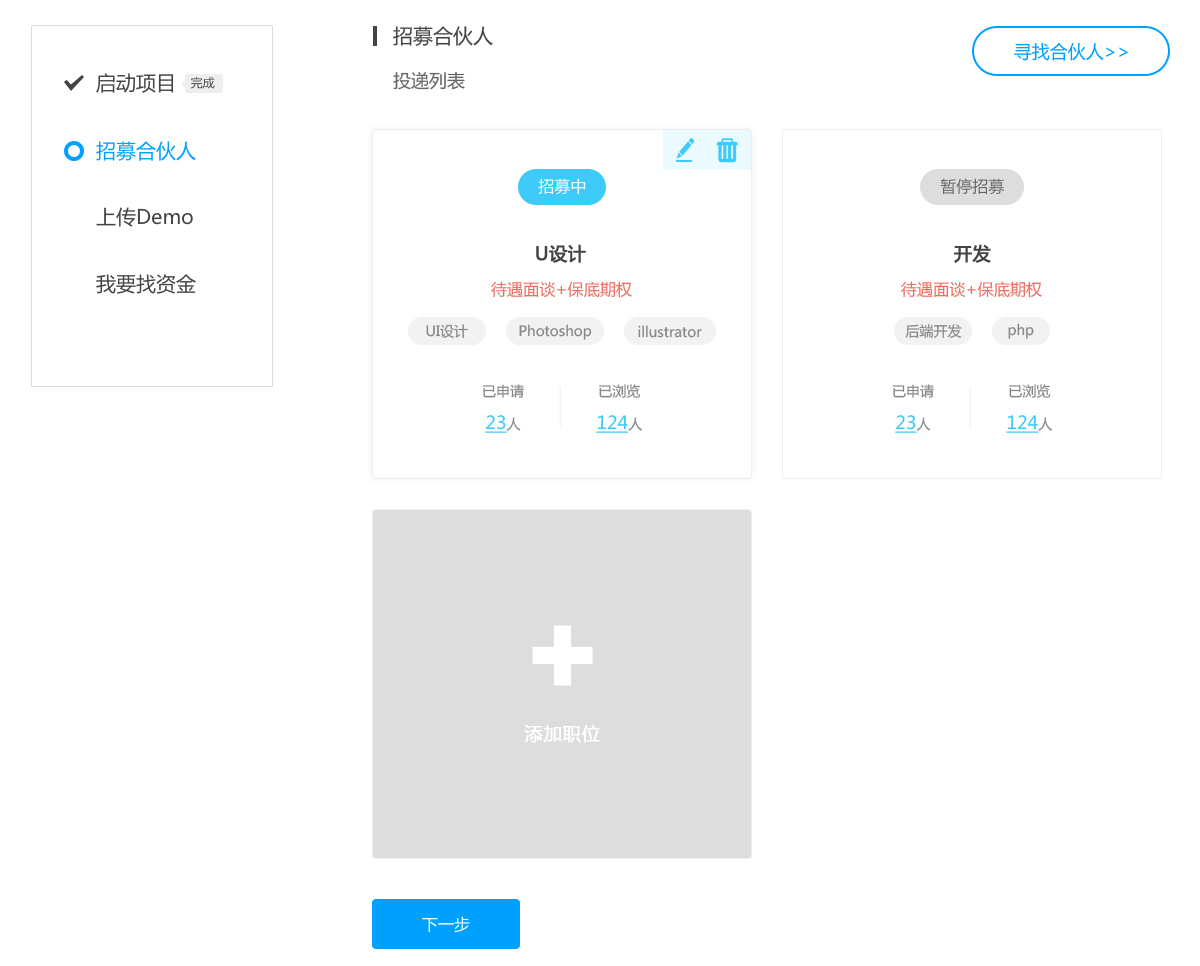 启动项目 完成
招募合伙人
上传Demo
我要找资金
招募合伙人
投递列表
寻找合伙人>>
招募中
U设计
待遇面谈+保底期权
UI设计 Photoshop illustrator
已申请 已浏览
23人 124人
暂停招募
开发
待遇面谈+保底期权
后端开发 php
已申请 已浏览
23人 124人
添加职位
下一步